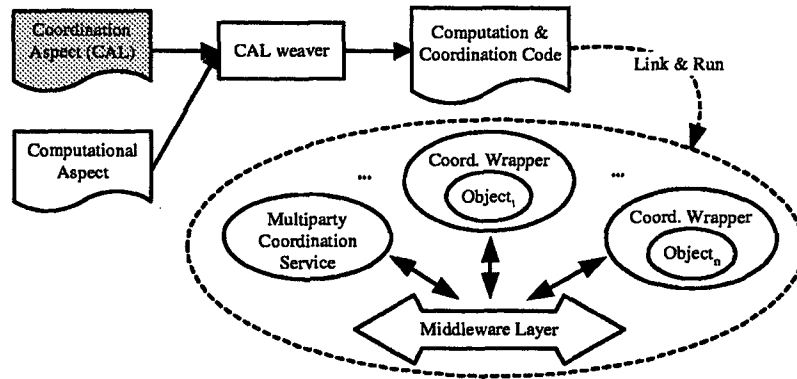 Coordination
Aspect (CAL)
CAL weaver
Computation &
Coordination Code
Link & Run
Computational
Aspect
...
Coord. Wrapper
Objectᵢ
...
Multiparty
Coordination
Service
Coord. Wrapper
Objectₙ
Middleware Layer